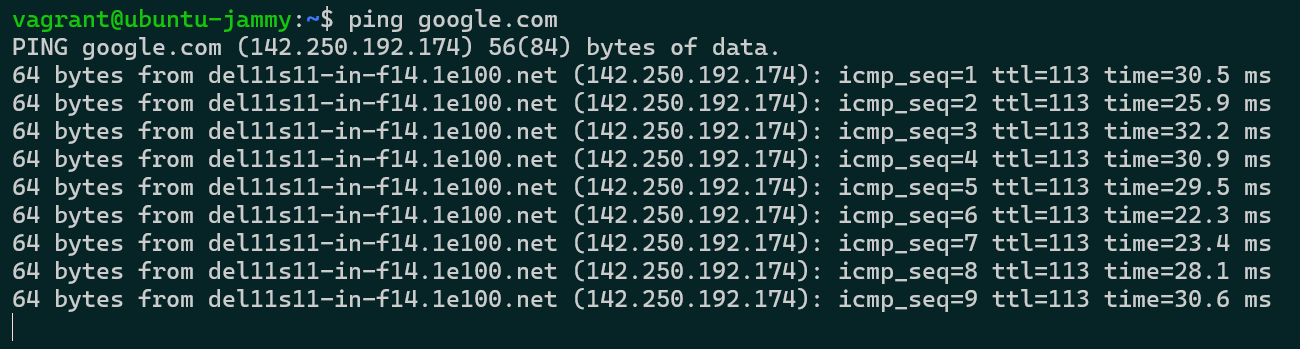 vagrant@ubuntu-jammy:~$ ping google.com
PING google.com (142.250.192.174) 56(84) bytes of data.
64 bytes from del11s11-in-f14.1e100.net (142.250.192.174): icmp_seq=1 ttl=113 time=30.5 ms
64 bytes from del11s11-in-f14.1e100.net (142.250.192.174): icmp_seq=2 ttl=113 time=25.9 ms
64 bytes from del11s11-in-f14.1e100.net (142.250.192.174): icmp_seq=3 ttl=113 time=32.2 ms
64 bytes from del11s11-in-f14.1e100.net (142.250.192.174): icmp_seq=4 ttl=113 time=30.9 ms
64 bytes from del11s11-in-f14.1e100.net (142.250.192.174): icmp_seq=5 ttl=113 time=29.5 ms
64 bytes from del11s11-in-f14.1e100.net (142.250.192.174): icmp_seq=6 ttl=113 time=22.3 ms
64 bytes from del11s11-in-f14.1e100.net (142.250.192.174): icmp_seq=7 ttl=113 time=23.4 ms
64 bytes from del11s11-in-f14.1e100.net (142.250.192.174): icmp_seq=8 ttl=113 time=28.1 ms
64 bytes from del11s11-in-f14.1e100.net (142.250.192.174): icmp_seq=9 ttl=113 time=30.6 ms